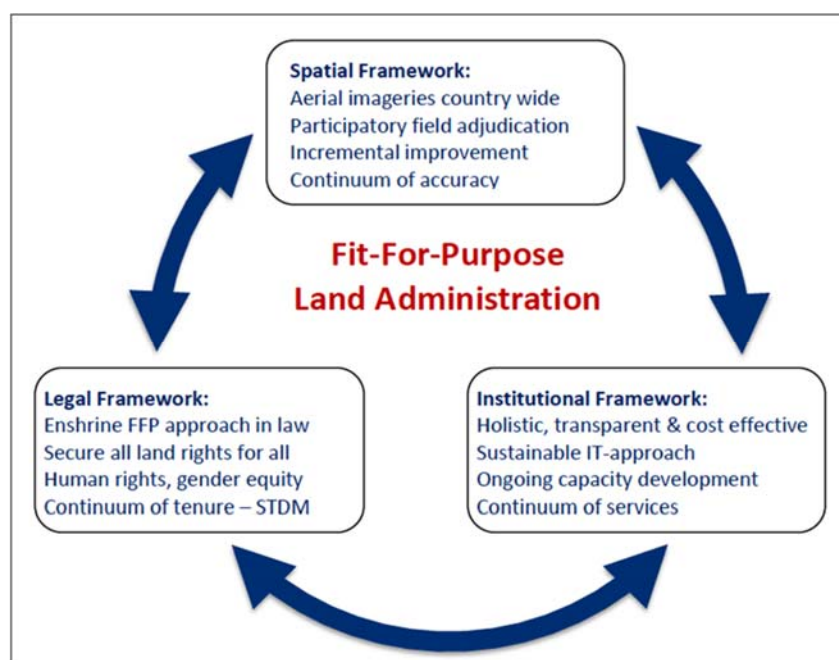 Spatial Framework:
Aerial imageries country wide
Participatory field adjudication
Incremental improvement
Continuum of accuracy
Fit-For-Purpose
Land Administration
Legal Framework:
Enshrine FFP approach in law
Secure all land rights for all
Human rights, gender equity
Continuum of tenure – STDM
Institutional Framework:
Holistic, transparent & cost effective
Sustainable IT-approach
Ongoing capacity development
Continuum of services